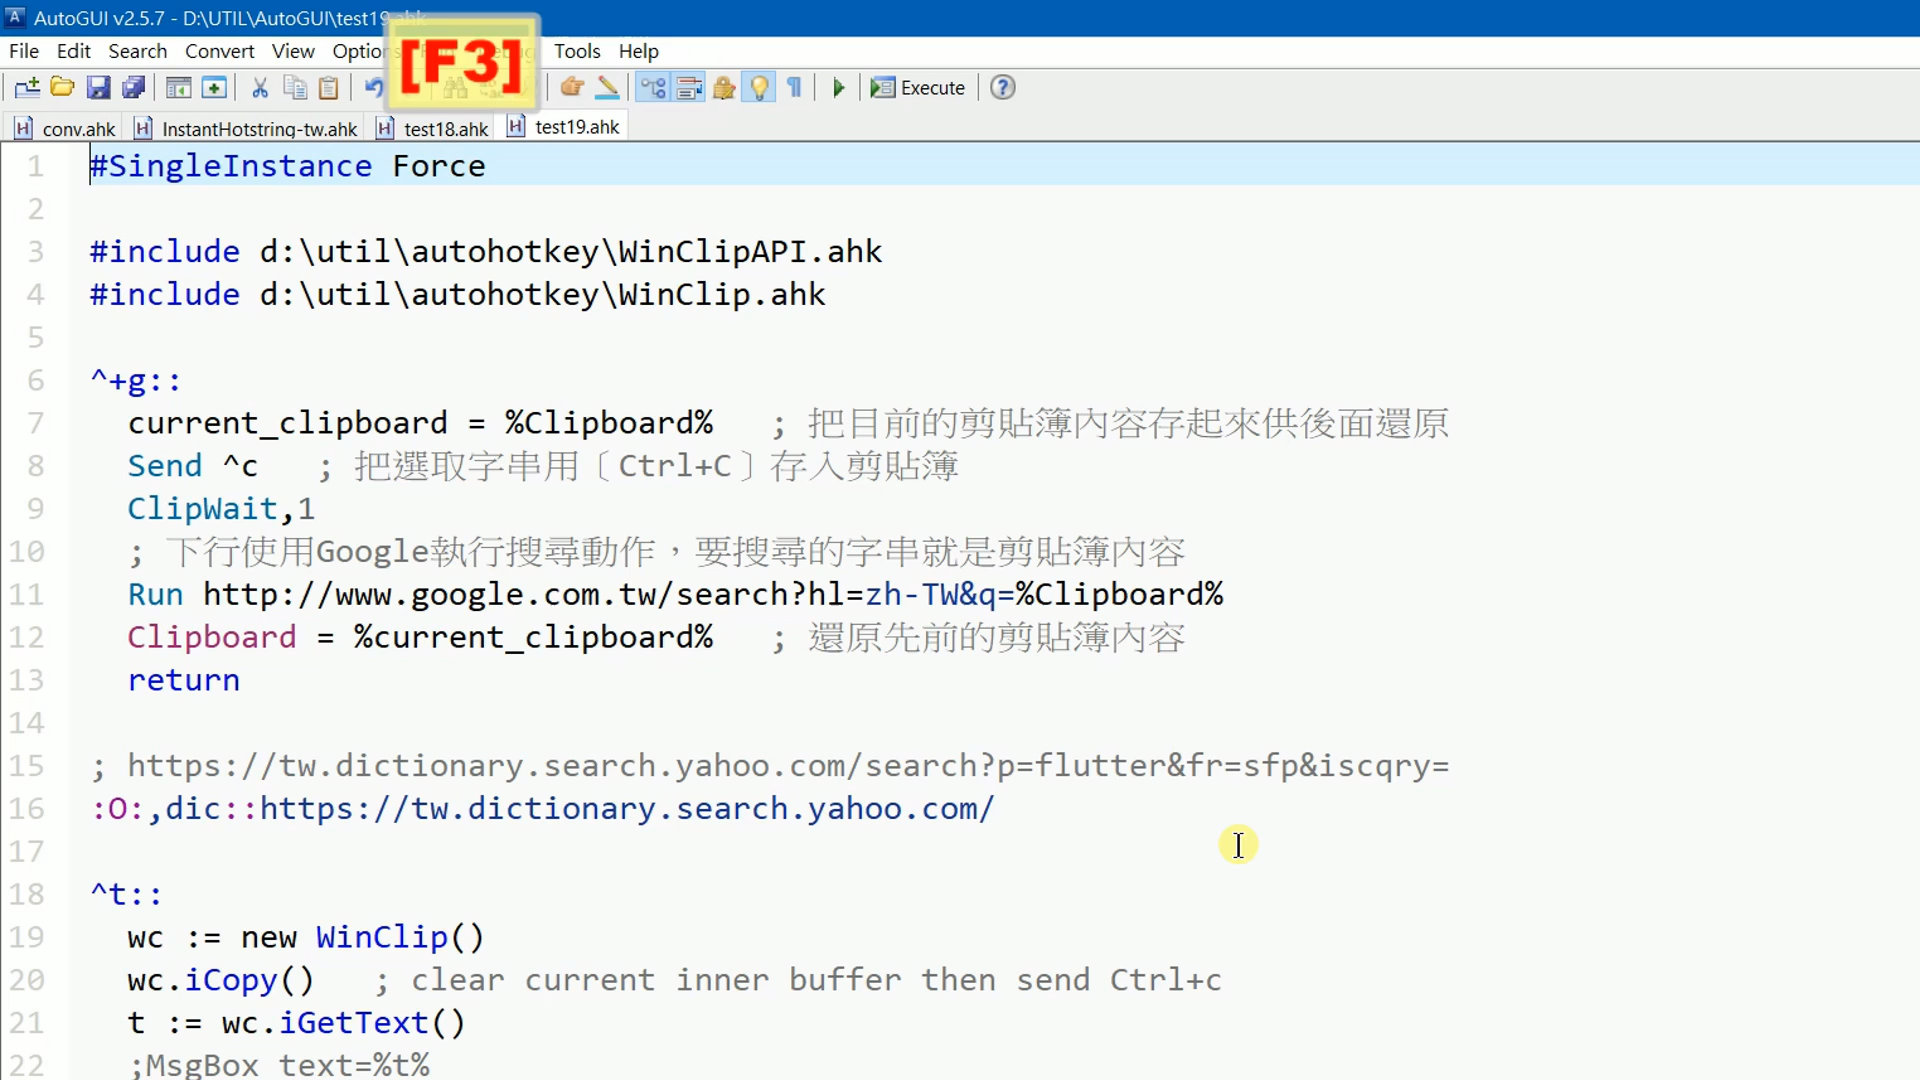 AutoGUI v2.5.7 - D:\UTIL\AutoGUI\test19.ahk
File Edit Search Convert View Options Tools Help
[F3]
Execute
conv.ahk InstantHotstring-tw.ahk test18.ahk test19.ahk
1 #SingleInstance Force
2
3 #include d:\util\autohotkey\WinClipAPI.ahk
4 #include d:\util\autohotkey\WinClip.ahk
5
6 ^+g::
7 current_clipboard = %Clipboard% ; 把目前的剪貼簿內容存起來供後面還原
8 Send ^c ; 把選取字串用〔Ctrl+C〕存入剪貼簿
9 ClipWait,1
10 ; 下行使用Google執行搜尋動作，要搜尋的字串就是剪貼簿內容
11 Run http://www.google.com.tw/search?hl=zh-TW&q=%Clipboard%
12 Clipboard = %current_clipboard% ; 還原先前的剪貼簿內容
13 return
14
15 ; https://tw.dictionary.search.yahoo.com/search?p=flutter&fr=sfp&iscqry=
16 :O:,dic::https://tw.dictionary.search.yahoo.com/
17
18 ^t::
19 wc := new WinClip()
20 wc.iCopy() ; clear current inner buffer then send Ctrl+c
21 t := wc.iGetText()
22 ;MsgBox text=%t%